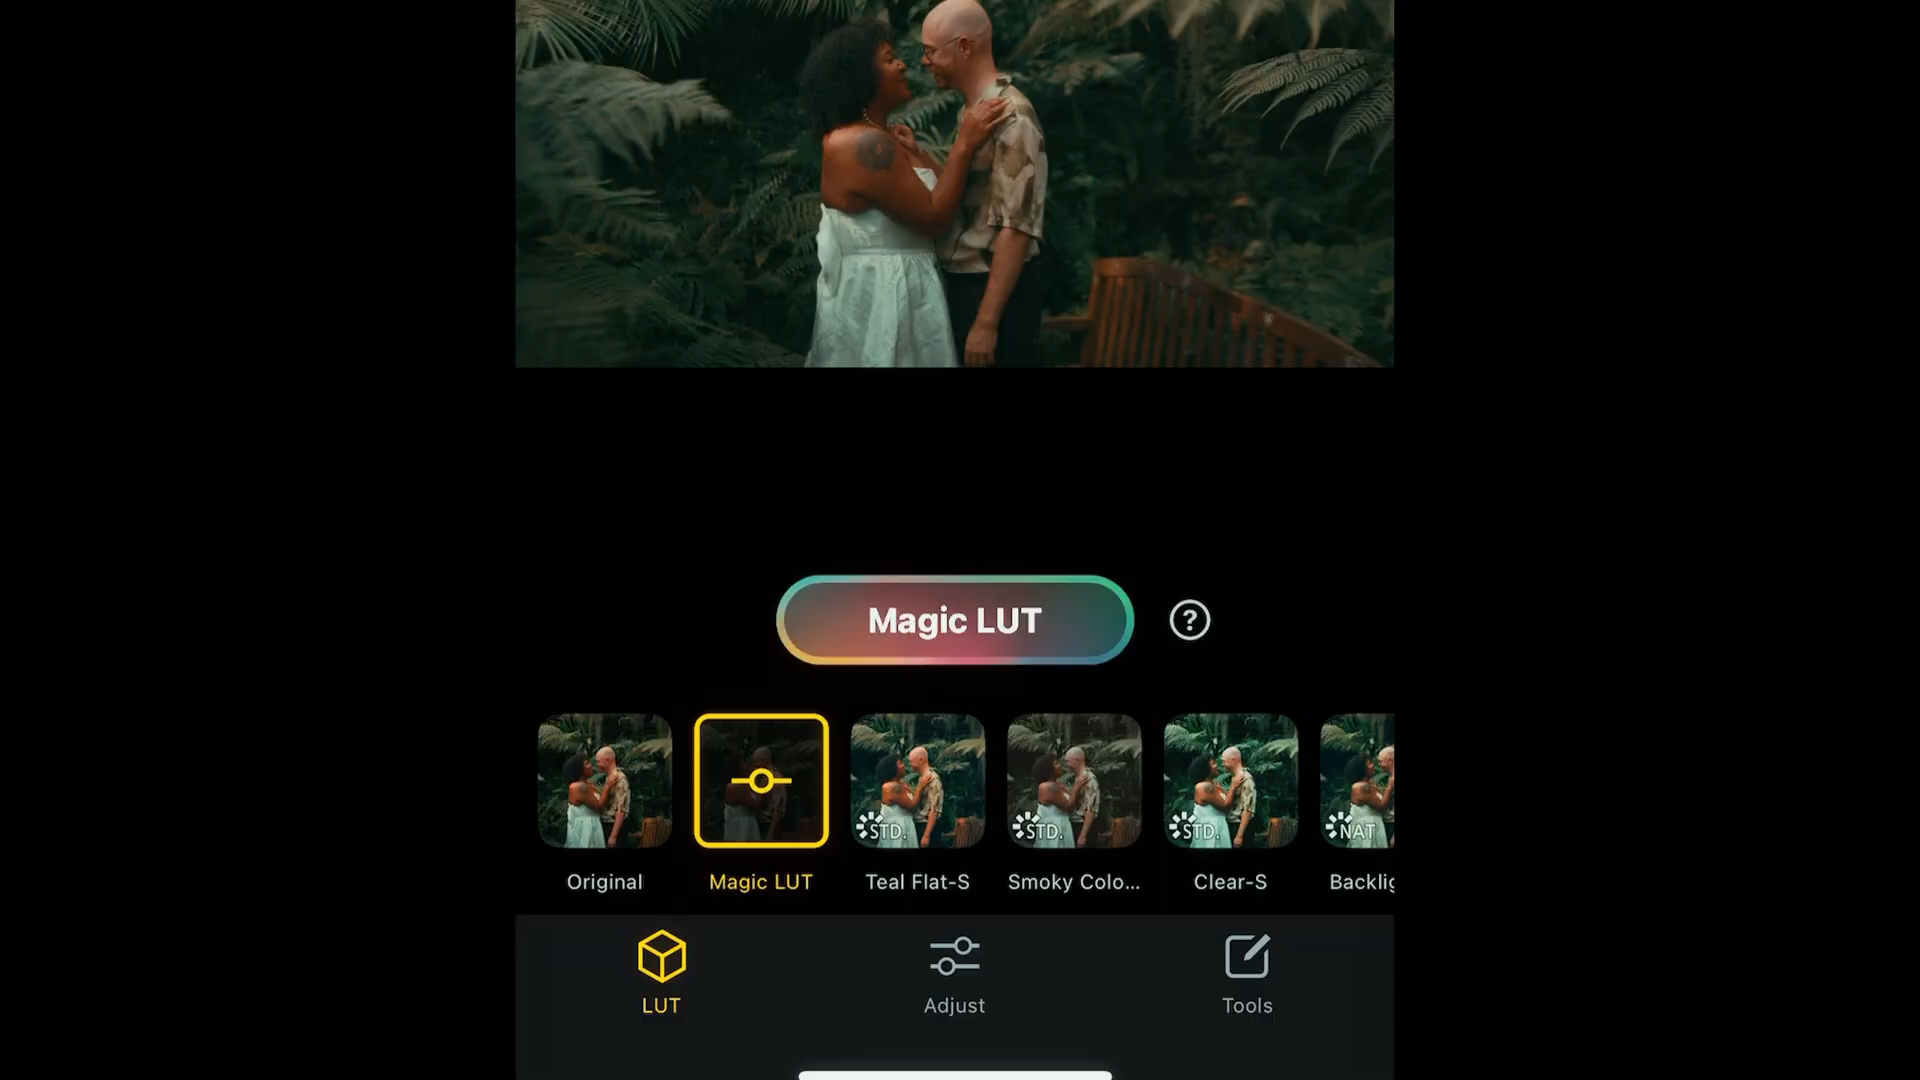 Magic LUT
?
STD.
STD.
STD.
NAT
Original
Magic LUT
Teal Flat-S
Smoky Colo...
Clear-S
Backlig
LUT
Adjust
Tools